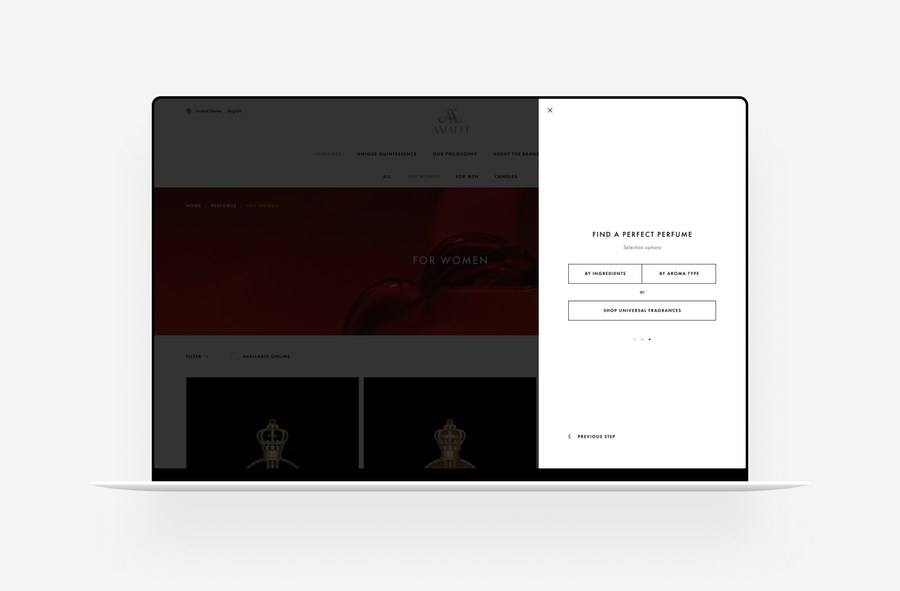 United States English
AMAFFI
PERFUMES UNIQUE QUINTESSENCE OUR PHILOSOPHY ABOUT THE BRAND
ALL FOR WOMEN FOR MEN CANDLES
HOME PERFUMES FOR WOMEN
FOR WOMEN
FILTER AVAILABLE ONLINE
FIND A PERFECT PERFUME
Selection options
BY INGREDIENTS BY AROMA TYPE
or
SHOP UNIVERSAL FRAGRANCES
PREVIOUS STEP